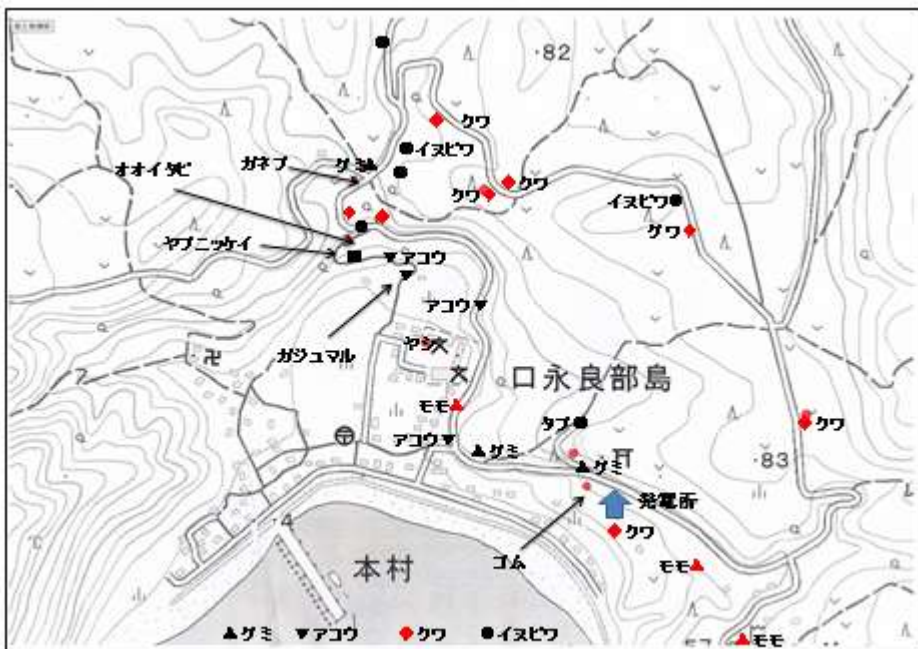 82
クワ
イヌビワ
ガネブ
グミ
オオイタビ
クワ
クワ
イヌビワ
クワ
ヤブニッケイ
アコウ
アコウ
ガジュマル
ヤシ
口永良部島
モモ
タブ
クワ
アコウ
グミ
グミ
83
発電所
クワ
ゴム
モモ
4
本村
グミ
アコウ
クワ
イヌビワ
モモ